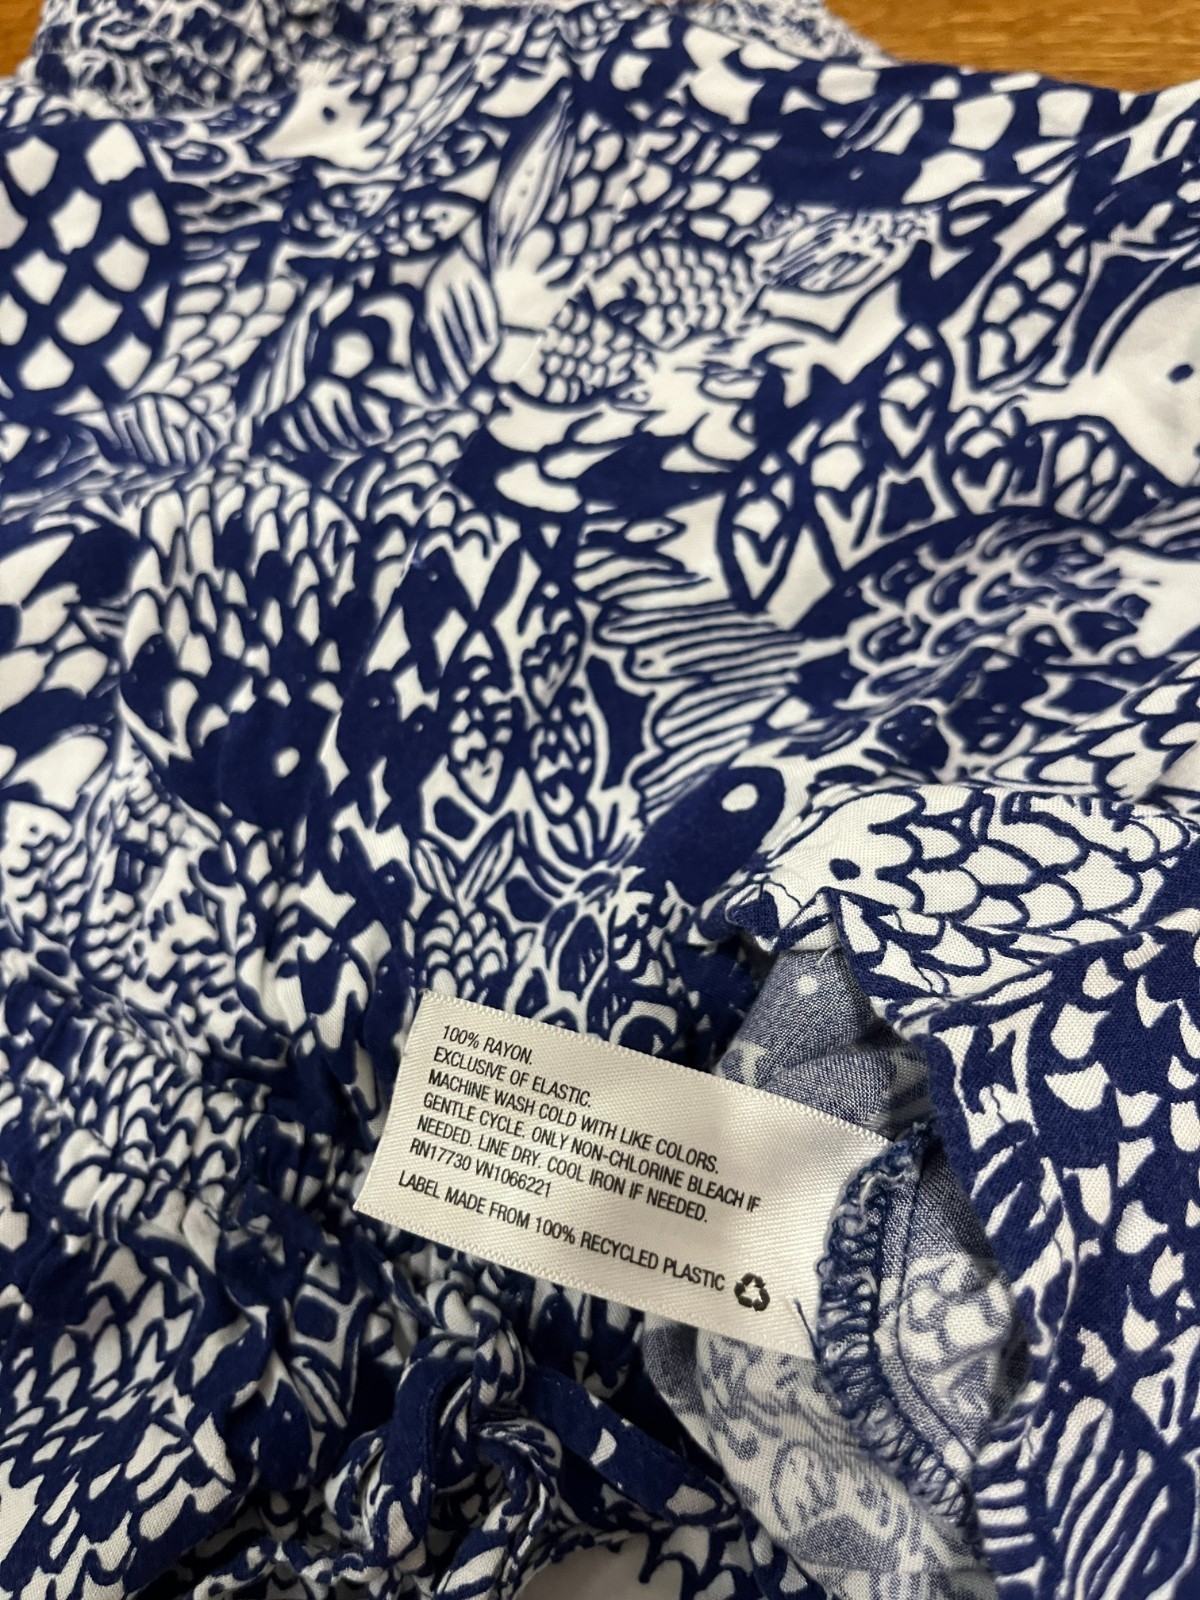 100% RAYON.
EXCLUSIVE OF ELASTIC.
MACHINE WASH COLD WITH LIKE COLORS.
GENTLE CYCLE. ONLY NON-CHLORINE BLEACH IF
NEEDED. LINE DRY. COOL IRON IF NEEDED.
RN17730 VN1066221
LABEL MADE FROM 100% RECYCLED PLASTIC